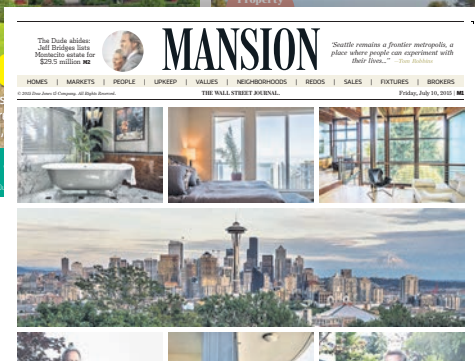 Property
The Dude abides:
Jeff Bridges lists
Montecito estate for
$29.5 million M2
MANSION
‘Seattle remains a frontier metropolis, a
place where people can experiment with
their lives...” – Tom Robbins
HOMES | MARKETS | PEOPLE | UPKEEP | VALUES | NEIGHBORHOODS | REDOS | SALES | FIXTURES | BROKERS
© 2015 Dow Jones & Company. All Rights Reserved.
THE WALL STREET JOURNAL.
Friday, July 10, 2015 | M1